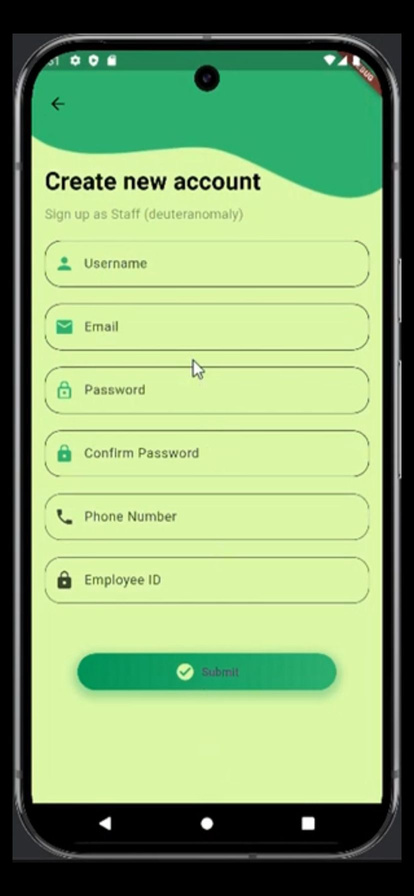 Create new account
Sign up as Staff (deuteranomaly)
Username
Email
Password
Confirm Password
Phone Number
Employee ID
Submit